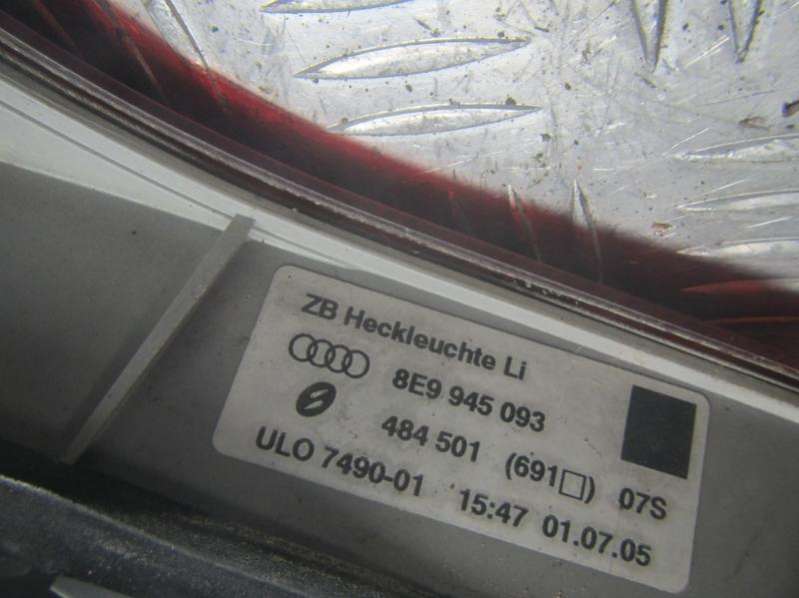 ZB Heckleuchte Li
8E9 945 093
484 501 (691□) 07S
ULO 7490-01 15:47 01.07.05